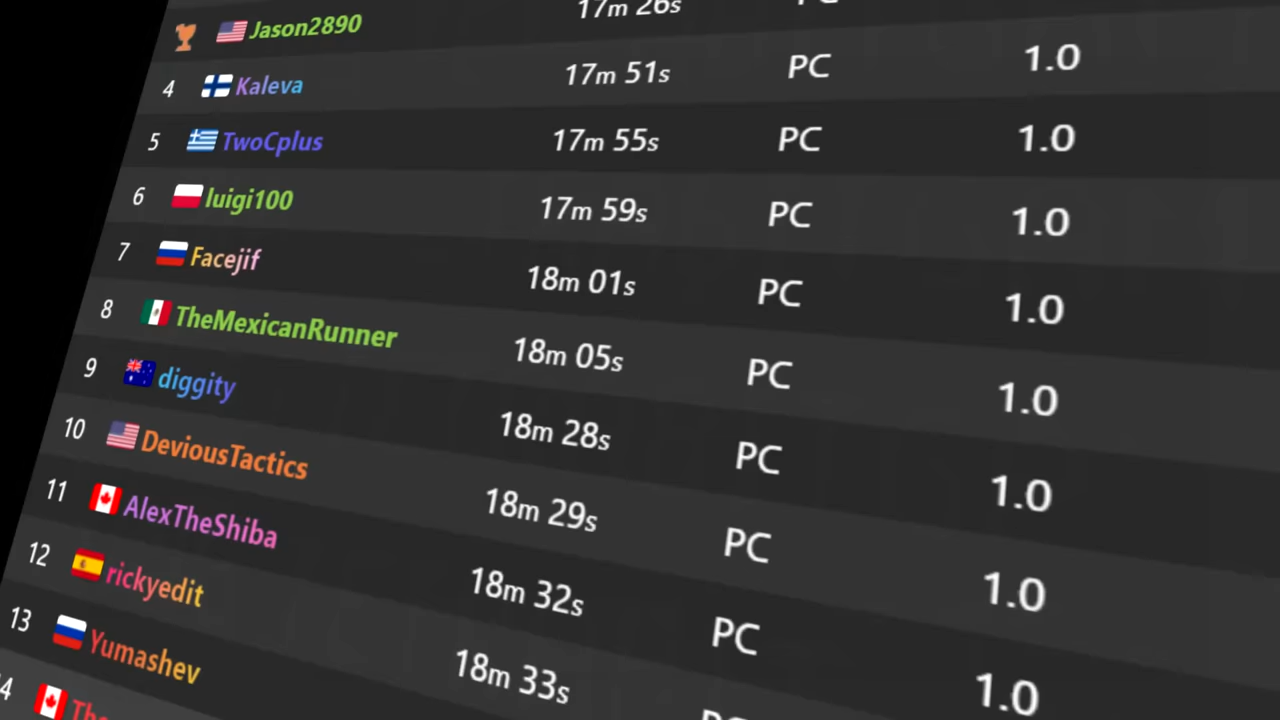 Jason2890 17m 26s PC
4 Kaleva 17m 51s PC 1.0
5 TwoCplus 17m 55s PC 1.0
6 luigi100 17m 59s PC 1.0
7 Facejif 18m 01s PC 1.0
8 TheMexicanRunner 18m 05s PC 1.0
9 diggity 18m 28s PC 1.0
10 DeviousTactics 18m 29s PC 1.0
11 AlexTheShiba 18m 32s PC 1.0
12 rickyedit 18m 33s PC
13 Yumashev